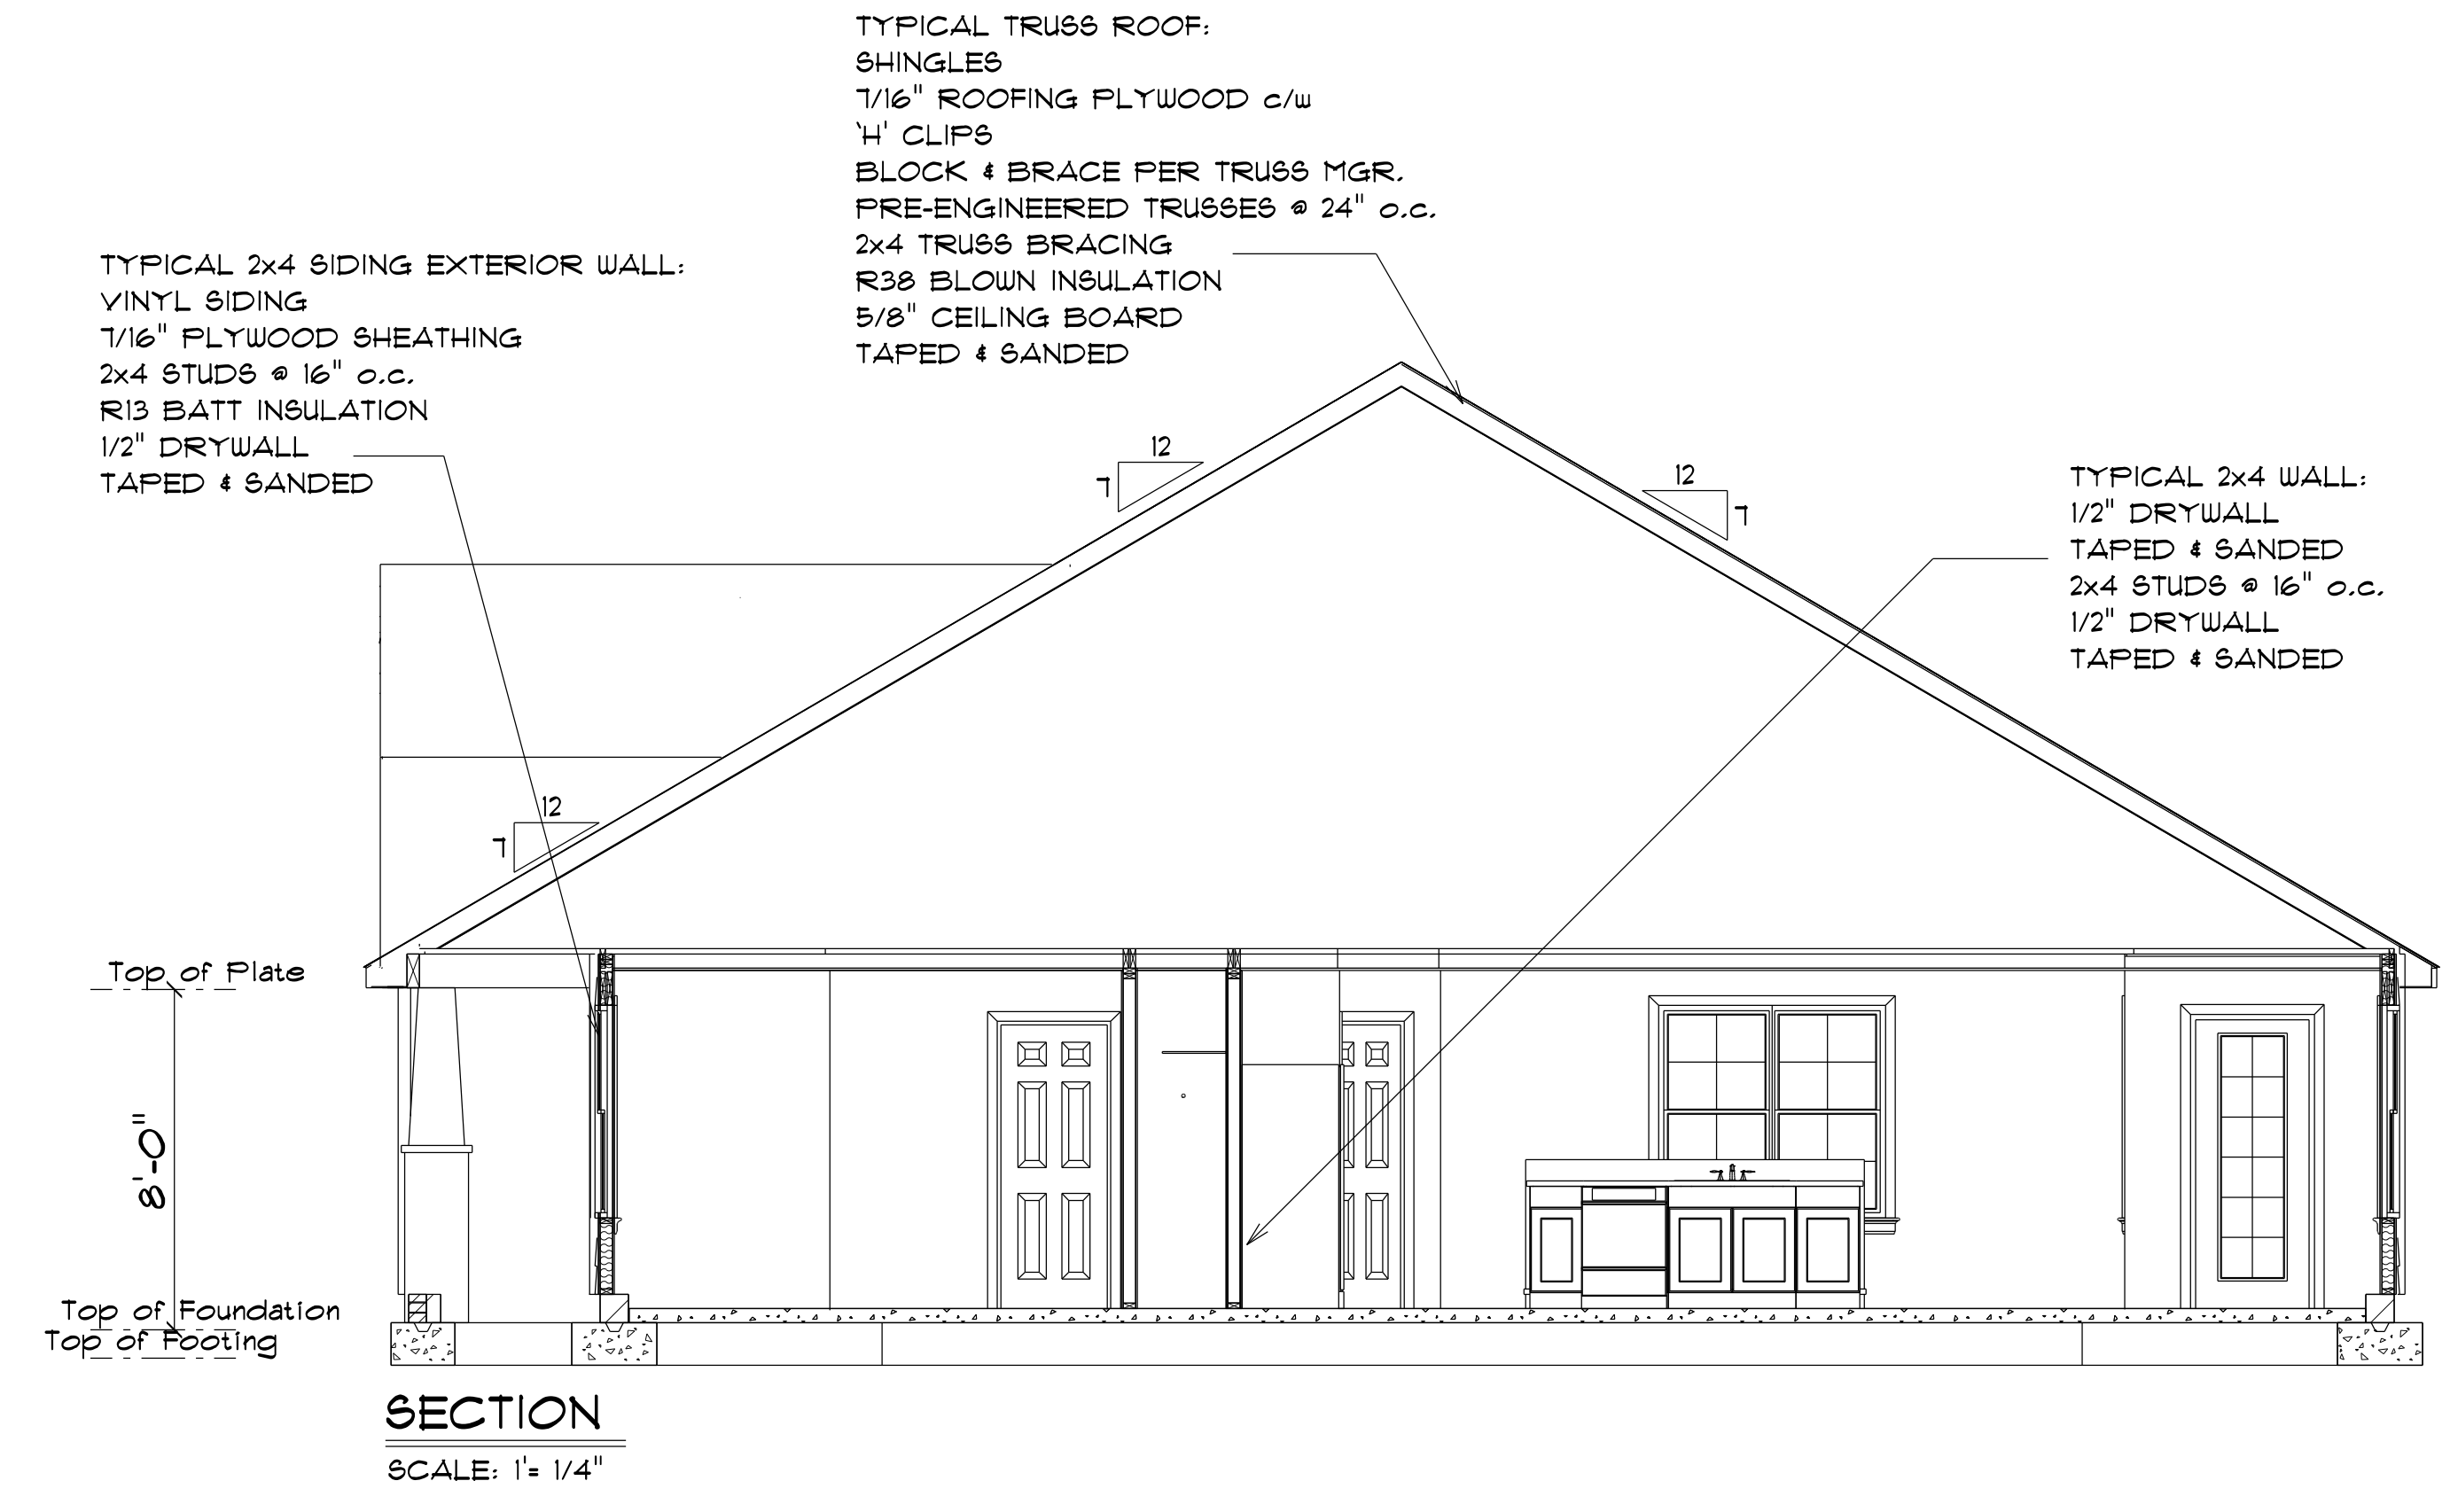 TYPICAL TRUSS ROOF:
SHINGLES
7/16" ROOFING PLYWOOD c/w
'H' CLIPS
BLOCK & BRACE PER TRUSS MGR.
PRE-ENGINEERED TRUSSES @ 24" o.c.
2x4 TRUSS BRACING
R38 BLOWN INSULATION
5/8" CEILING BOARD
TAPED & SANDED
TYPICAL 2x4 SIDING EXTERIOR WALL:
VINYL SIDING
7/16" PLYWOOD SHEATHING
2x4 STUDS @ 16" o.c.
R13 BATT INSULATION
1/2" DRYWALL
TAPED & SANDED
12
7
12
7
TYPICAL 2x4 WALL:
1/2" DRYWALL
TAPED & SANDED
2x4 STUDS @ 16" o.c.
1/2" DRYWALL
TAPED & SANDED
12
7
Top of Plate
8'-0"
Top of Foundation
Top of Footing
SECTION
SCALE: 1'= 1/4"